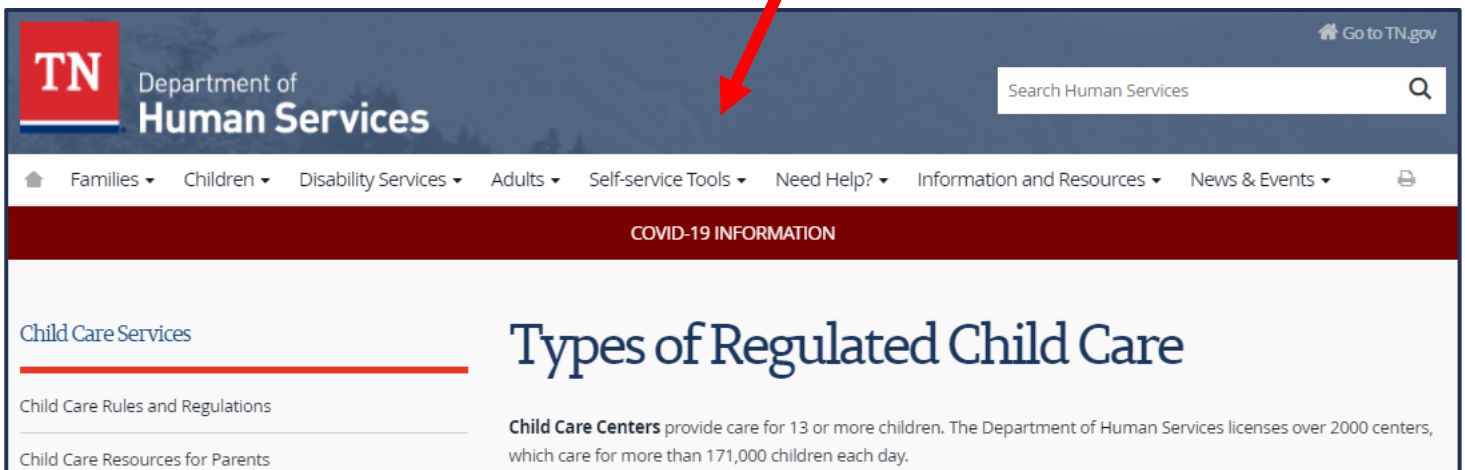 Go to TN.gov
TN
Department of
Human Services
Search Human Services
Families Children Disability Services Adults Self-service Tools Need Help? Information and Resources News & Events
COVID-19 INFORMATION
Child Care Services
Child Care Rules and Regulations
Child Care Resources for Parents
Types of Regulated Child Care
Child Care Centers provide care for 13 or more children. The Department of Human Services licenses over 2000 centers,
which care for more than 171,000 children each day.